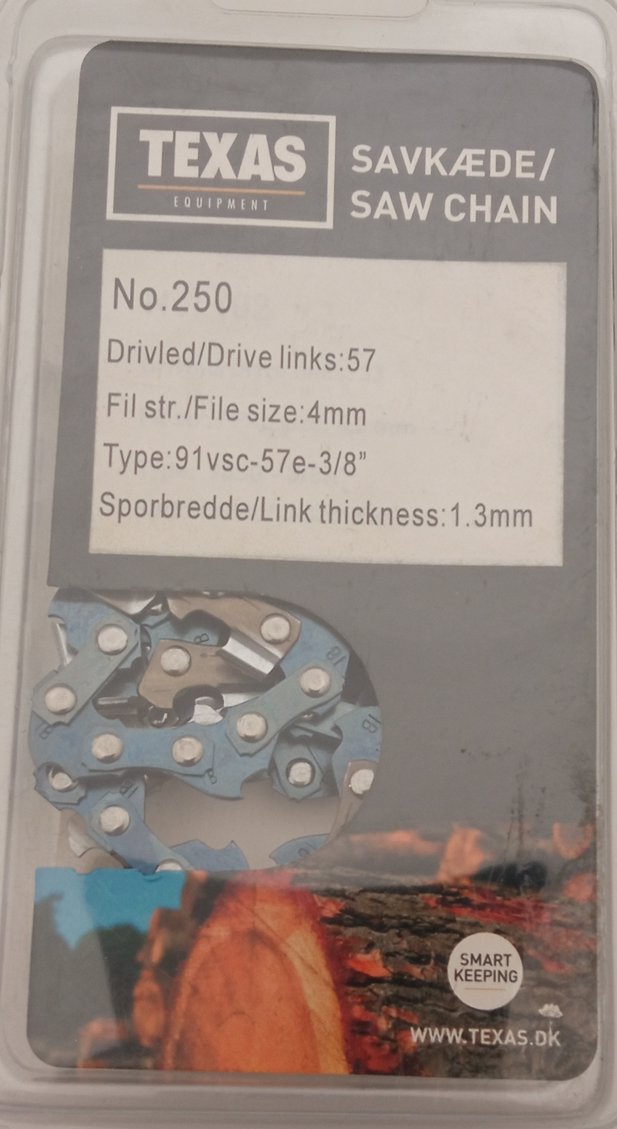 TEXAS
EQUIPMENT
SAVKÆDE/
SAW CHAIN
No.250
Drivled/Drive links:57
Fil str./File size:4mm
Type:91vsc-57e-3/8”
Sporbredde/Link thickness:1.3mm
SMART
KEEPING
WWW.TEXAS.DK